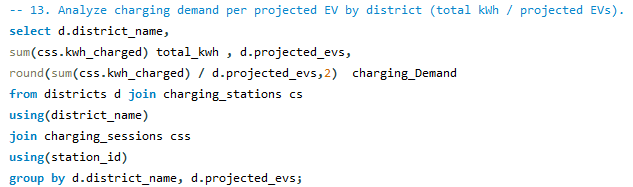 -- 13. Analyze charging demand per projected EV by district (total kWh / projected EVs).
select d.district_name,
sum(css.kwh_charged) total_kwh , d.projected_evs,
round(sum(css.kwh_charged) / d.projected_evs,2)  charging_Demand
from districts d join charging_stations cs
using(district_name)
join charging_sessions css
using(station_id)
group by d.district_name, d.projected_evs;